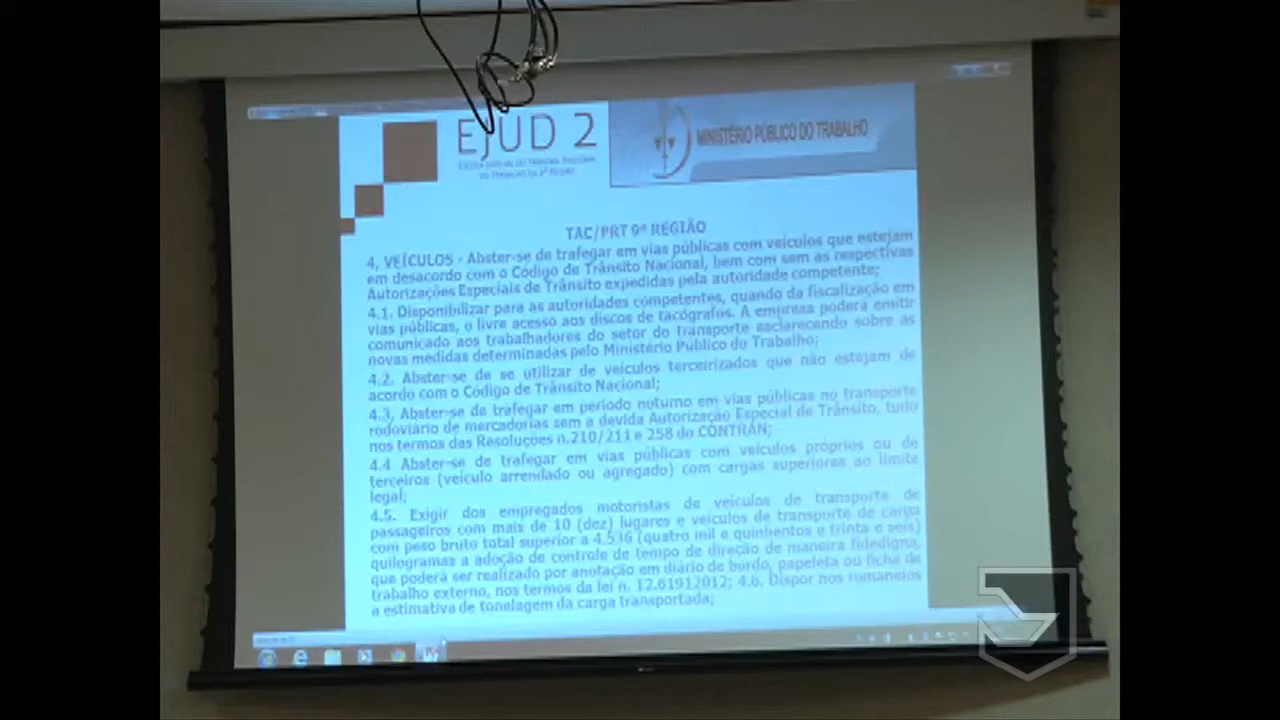 EJUD 2
ESCOLA JUDICIAL DO TRIBUNAL REGIONAL
DO TRABALHO DA 2ª REGIÃO
MINISTÉRIO PÚBLICO DO TRABALHO
TAC/PRT 9ª REGIÃO
4, VEÍCULOS - Abster-se de trafegar em vias públicas com veículos que estejam
em desacordo com o Código de Trânsito Nacional, bem com sem as respectivas
Autorizações Especiais de Trânsito expedidas pela autoridade competente;
4.1. Disponibilizar para as autoridades competentes, quando da fiscalização em
vias públicas, o livre acesso aos discos de tacógrafos. A empresa poderá emitir
comunicado aos trabalhadores do setor do transporte esclarecendo sobre as
novas medidas determinadas pelo Ministério Público do Trabalho;
4.2. Abster-se de se utilizar de veículos terceirizados que não estejam de
acordo com o Código de Trânsito Nacional;
4.3, Abster-se de trafegar em período noturno em vias públicas no transporte
rodoviário de mercadorias sem a devida Autorização Especial de Trânsito, tudo
nos termos das Resoluções n.210/211 e 258 do CONTRAN;
4.4 Abster-se de trafegar em vias públicas com veículos próprios ou de
terceiros (veículo arrendado ou agregado) com cargas superiores ao limite
legal;
4.5. Exigir dos empregados motoristas de veículos de transporte de
passageiros com mais de 10 (dez) lugares e veículos de transporte de carga
com peso bruto total superior a 4.536 (quatro mil e quinhentos e trinta e seis)
quilogramas a adoção de controle de tempo de direção de maneira fidedigna,
que poderá ser realizado por anotação em diário de bordo, papeleta ou ficha de
trabalho externo, nos termos da lei n. 12.61912012; 4.6. Dispor nos romaneios
a estimativa de tonelagem da carga transportada;